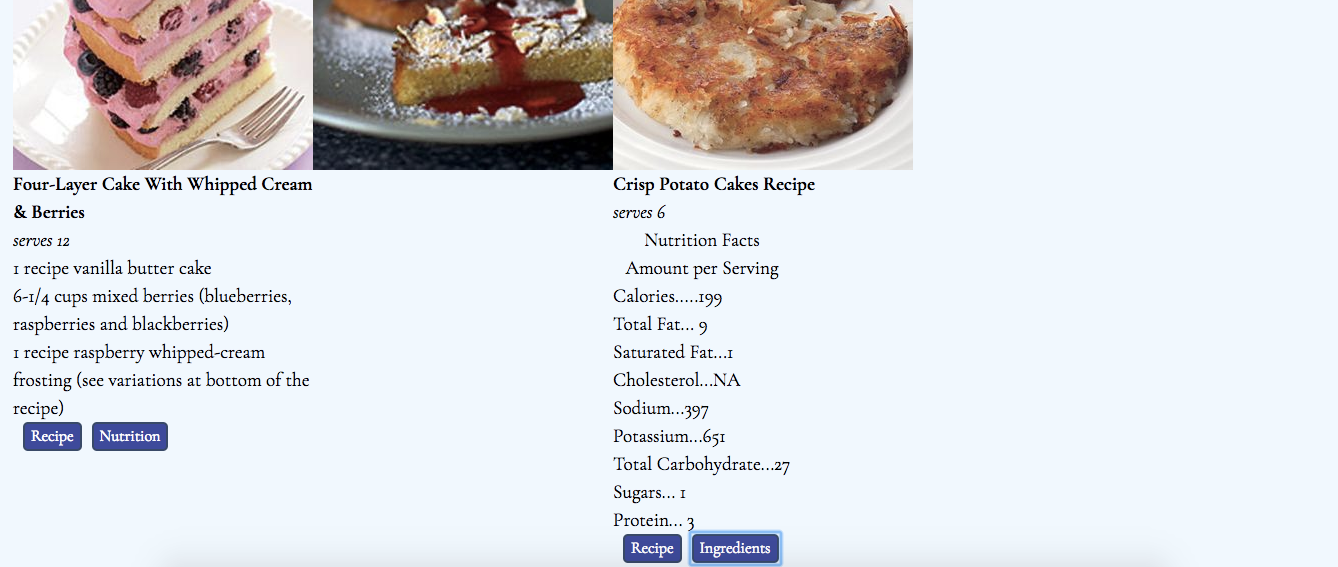 Four-Layer Cake With Whipped Cream
& Berries
serves 12
1 recipe vanilla butter cake
6-1/4 cups mixed berries (blueberries,
raspberries and blackberries)
1 recipe raspberry whipped-cream
frosting (see variations at bottom of the
recipe)
Recipe Nutrition
Crisp Potato Cakes Recipe
serves 6
Nutrition Facts
Amount per Serving
Calories.....199
Total Fat... 9
Saturated Fat...1
Cholesterol...NA
Sodium...397
Potassium...651
Total Carbohydrate...27
Sugars... 1
Protein... 3
Recipe Ingredients